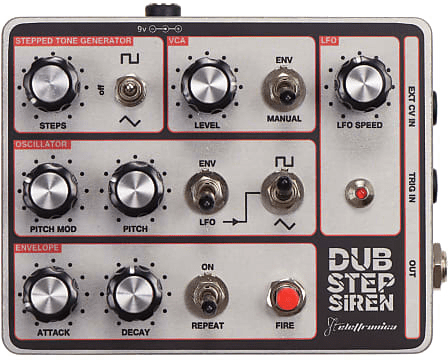 9v
STEPPED TONE GENERATOR
VCA
LFO
off
STEPS
LEVEL
ENV
MANUAL
LFO SPEED
EXT CV IN
OSCILLATOR
PITCH MOD
PITCH
ENV
LFO
TRIG IN
ENVELOPE
ATTACK
DECAY
ON
REPEAT
FIRE
DUB
STEP
SIREN
elettronica
OUT